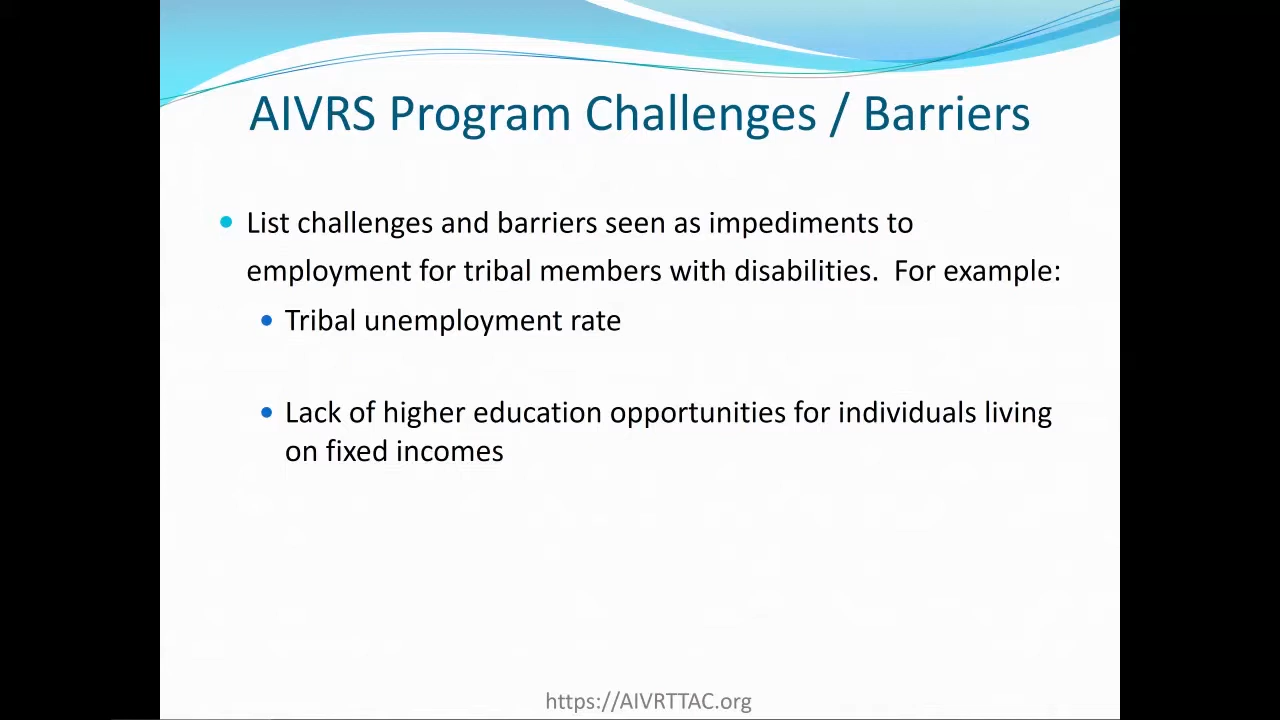 AIVRS Program Challenges / Barriers
List challenges and barriers seen as impediments to
employment for tribal members with disabilities.  For example:
Tribal unemployment rate
Lack of higher education opportunities for individuals living
on fixed incomes
https://AIVRTTAC.org